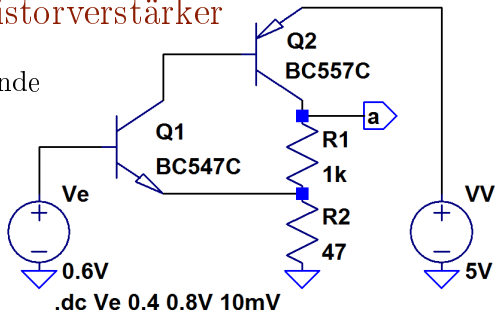 istorverstärker
nde
Q2
BC557C
a
Q1
R1
BC547C
1k
Ve
VV
R2
47
0.6V
5V
.dc Ve 0.4 0.8V 10mV